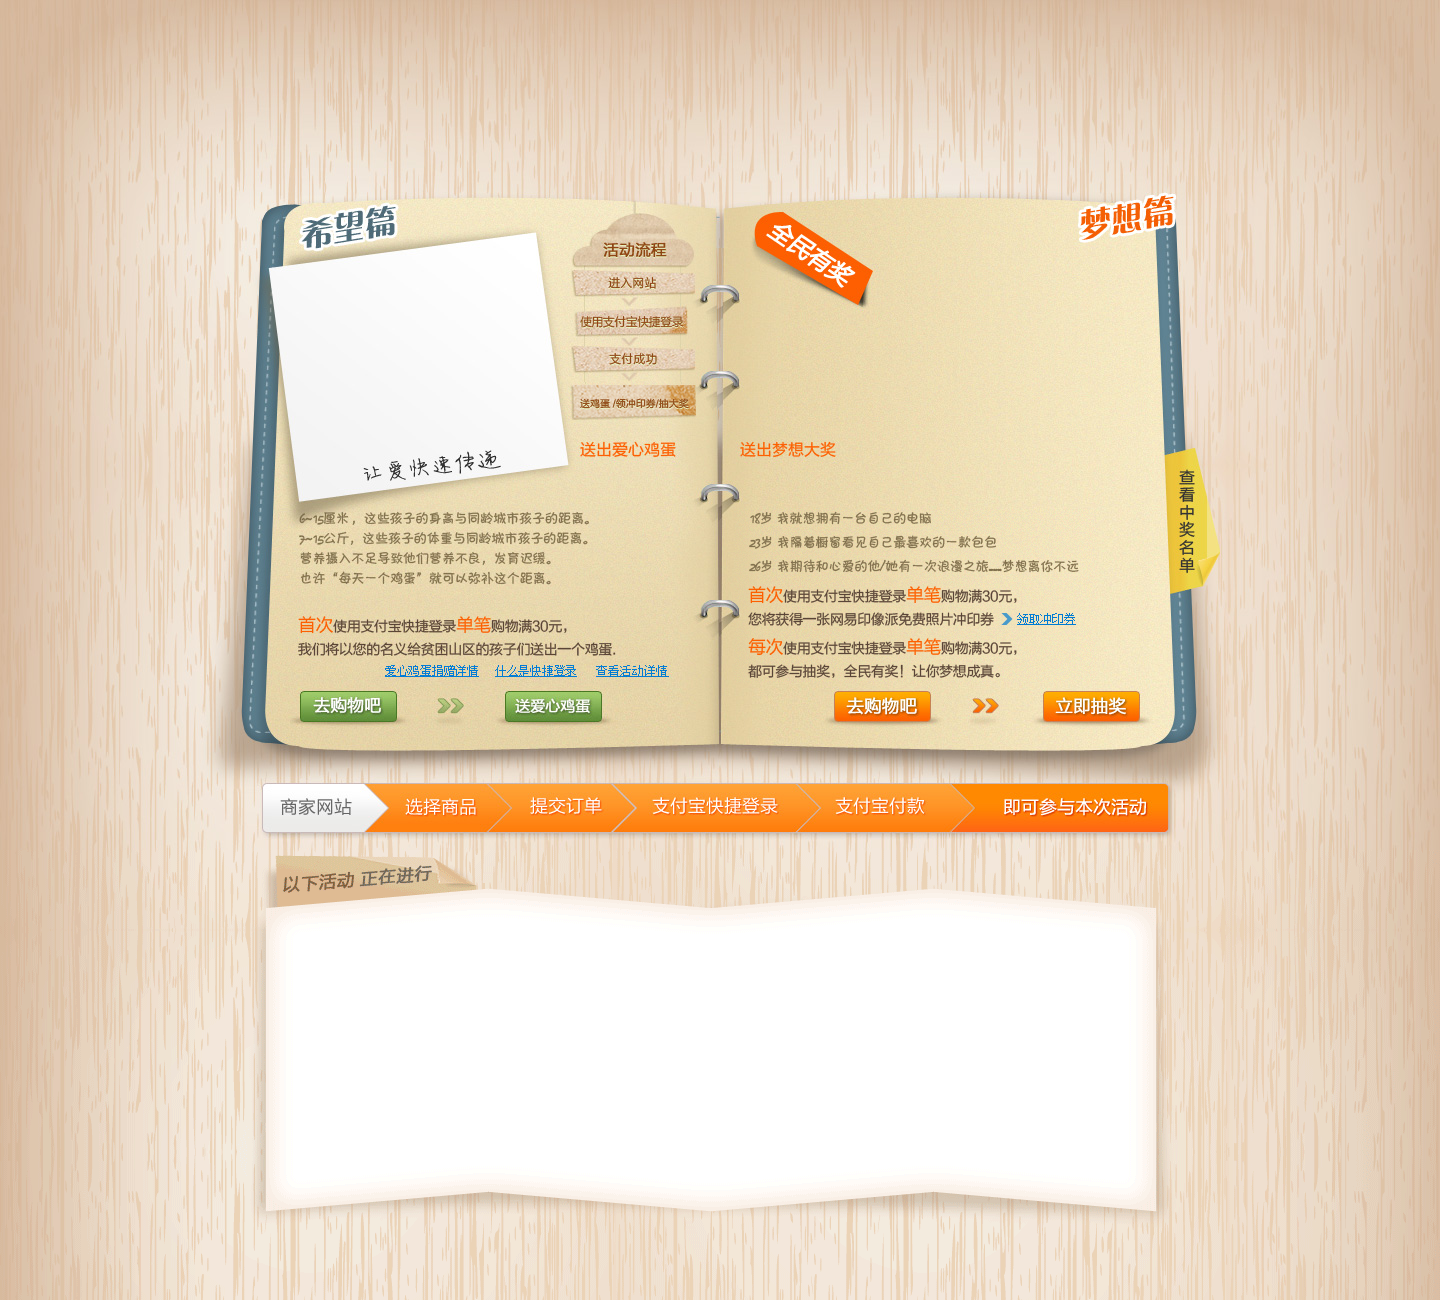 希望篇
活动流程
进入网站
使用支付宝快捷登录
支付成功
送鸡蛋 /领冲印券/抽大奖
让爱快速传递
送出爱心鸡蛋
6~15厘米，这些孩子的身高与同龄城市孩子的距离。
7~15公斤，这些孩子的体重与同龄城市孩子的距离。
营养摄入不足导致他们营养不良，发育迟缓。
也许“每天一个鸡蛋”就可以弥补这个距离。
首次使用支付宝快捷登录单笔购物满30元，
我们将以您的名义给贫困山区的孩子们送出一个鸡蛋.
爱心鸡蛋捐赠详情 什么是快捷登录 查看活动详情
去购物吧 送爱心鸡蛋
梦想篇
全民有奖
送出梦想大奖
18岁 我就想拥有一台自己的电脑
23岁 我隔着橱窗看见自己最喜欢的一款包包
26岁 我期待和心爱的他/她有一次浪漫之旅……梦想离你不远
首次使用支付宝快捷登录单笔购物满30元，
您将获得一张网易印像派免费照片冲印券 领取冲印券
每次使用支付宝快捷登录单笔购物满30元，
都可参与抽奖，全民有奖！让你梦想成真。
去购物吧 立即抽奖
查看中奖名单
商家网站 选择商品 提交订单 支付宝快捷登录 支付宝付款 即可参与本次活动
以下活动 正在进行